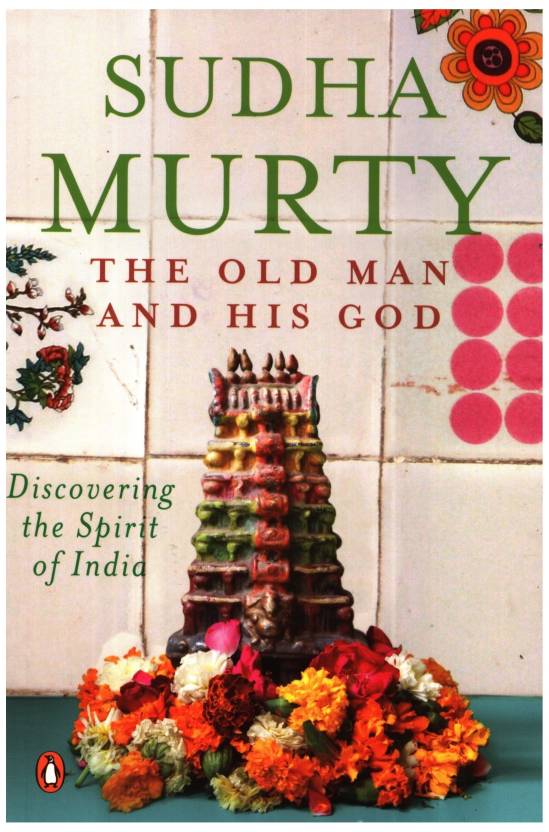 SUDHA
MURTY
THE OLD MAN
AND HIS GOD
Discovering
the Spirit
of India